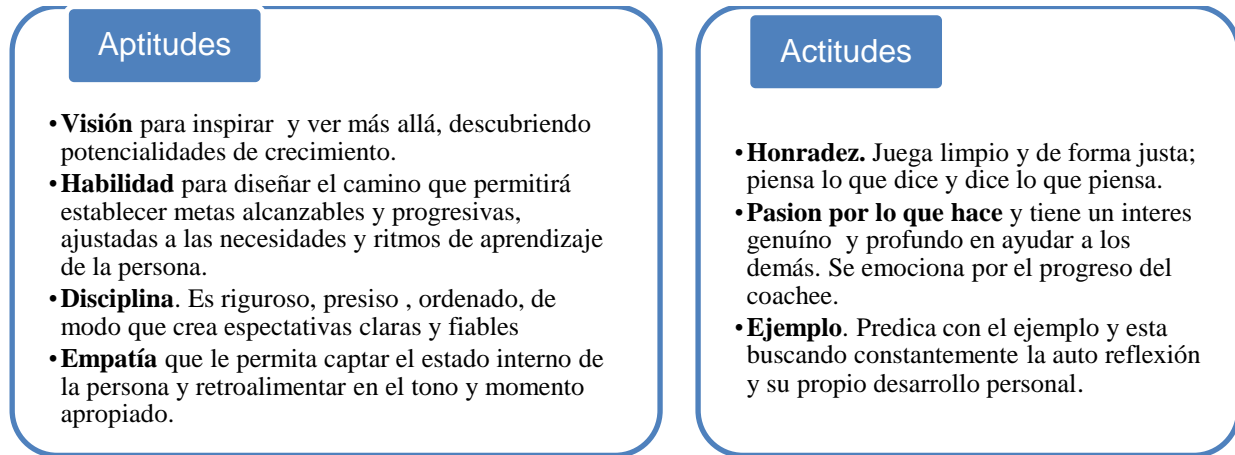 Aptitudes
•Visión para inspirar y ver más allá, descubriendo
potencialidades de crecimiento.
•Habilidad para diseñar el camino que permitirá
establecer metas alcanzables y progresivas,
ajustadas a las necesidades y ritmos de aprendizaje
de la persona.
•Disciplina. Es riguroso, presiso , ordenado, de
modo que crea espectativas claras y fiables
•Empatía que le permita captar el estado interno de
la persona y retroalimentar en el tono y momento
apropiado.
Actitudes
•Honradez. Juega limpio y de forma justa;
piensa lo que dice y dice lo que piensa.
•Pasion por lo que hace y tiene un interes
genuíno y profundo en ayudar a los
demás. Se emociona por el progreso del
coachee.
•Ejemplo. Predica con el ejemplo y esta
buscando constantemente la auto reflexión
y su propio desarrollo personal.